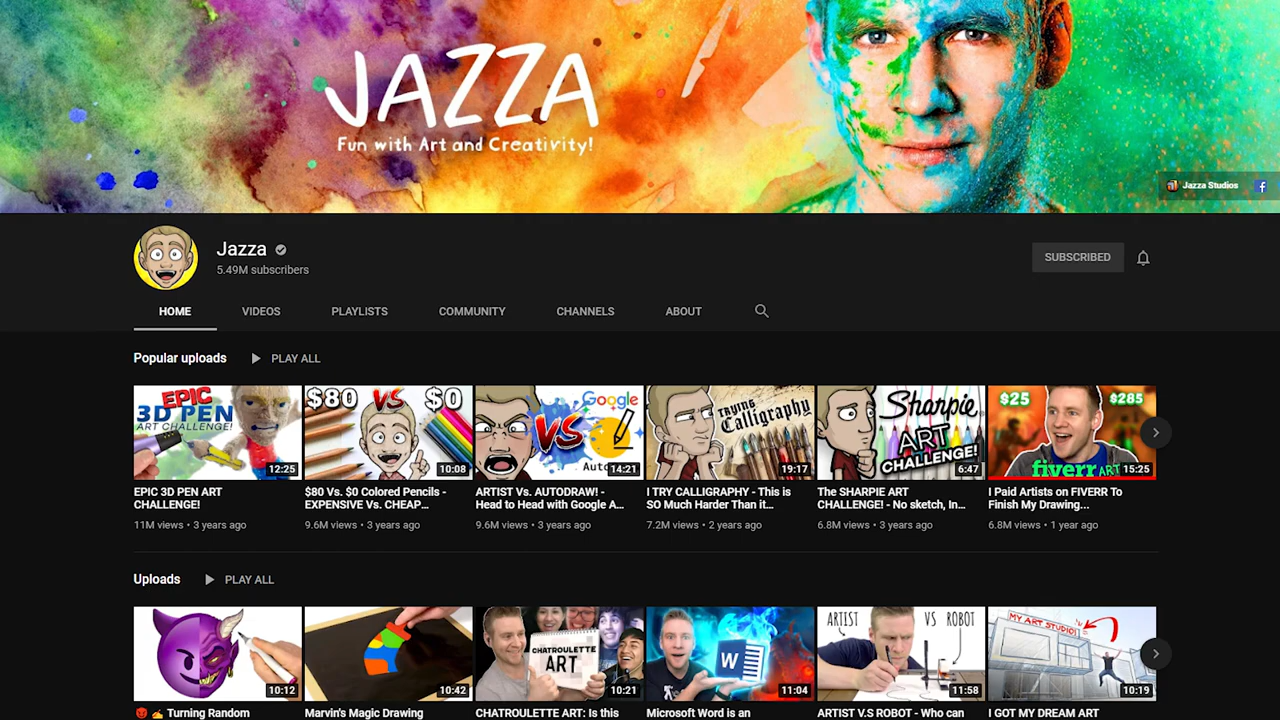 JAZZA
Fun with Art and Creativity!
Jazza Studios
Jazza
5.49M subscribers
SUBSCRIBED
HOME
VIDEOS
PLAYLISTS
COMMUNITY
CHANNELS
ABOUT
Popular uploads
PLAY ALL
EPIC
3D PEN
ART CHALLENGE!
12:25
$80 VS $0
10:08
Google
VS
Auto
14:21
TRYING
Calligraphy
19:17
Sharpie
ART
CHALLENGE!
6:47
$25
$285
fiverr ART
15:25
EPIC 3D PEN ART
CHALLENGE!
11M views • 3 years ago
$80 Vs. $0 Colored Pencils -
EXPENSIVE Vs. CHEAP...
9.6M views • 3 years ago
ARTIST Vs. AUTODRAW! -
Head to Head with Google A...
9.6M views • 3 years ago
I TRY CALLIGRAPHY - This is
SO Much Harder Than it...
7.2M views • 2 years ago
The SHARPIE ART
CHALLENGE! - No sketch, In...
6.8M views • 3 years ago
I Paid Artists on FIVERR To
Finish My Drawing...
6.8M views • 1 year ago
Uploads
PLAY ALL
10:12
10:42
CHATROULETTE
ART
10:21
W
11:04
ARTIST VS ROBOT
11:58
MY ART STUDIO!
10:19
Turning Random
Marvin's Magic Drawing
CHATROULETTE ART: Is this
Microsoft Word is an
ARTIST V.S ROBOT - Who can
I GOT MY DREAM ART